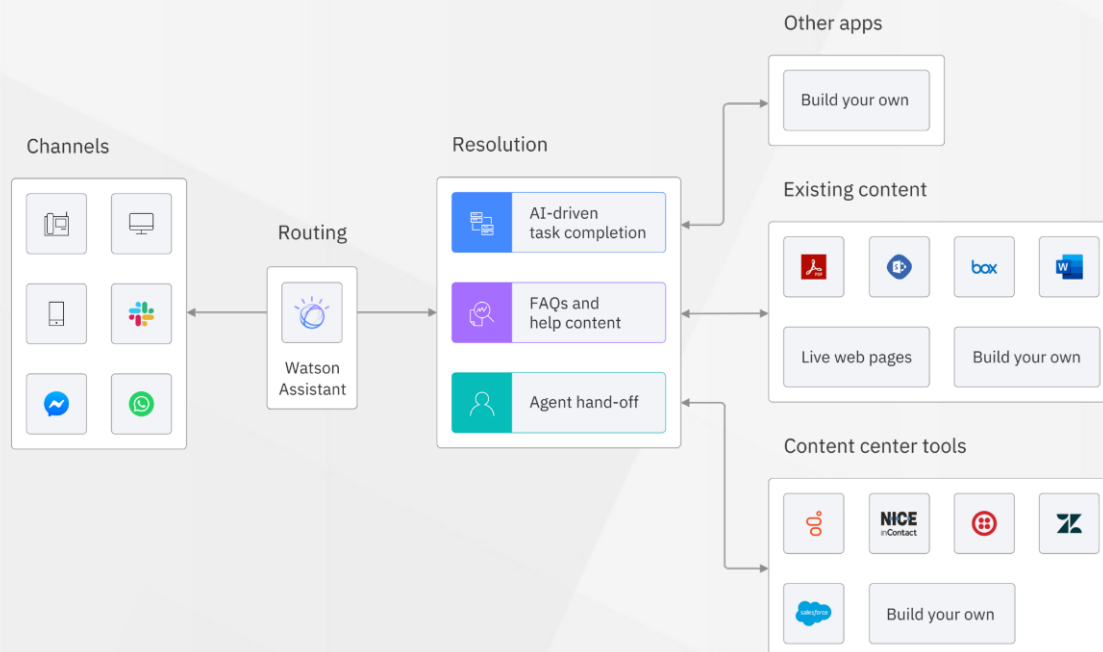 Other apps
Build your own
Channels
Resolution
AI-driven
task completion
Existing content
Routing
FAQs and
help content
box
W
PDF
S
Watson
Assistant
Live web pages
Build your own
Agent hand-off
Content center tools
NICE
inContact
salesforce
Build your own